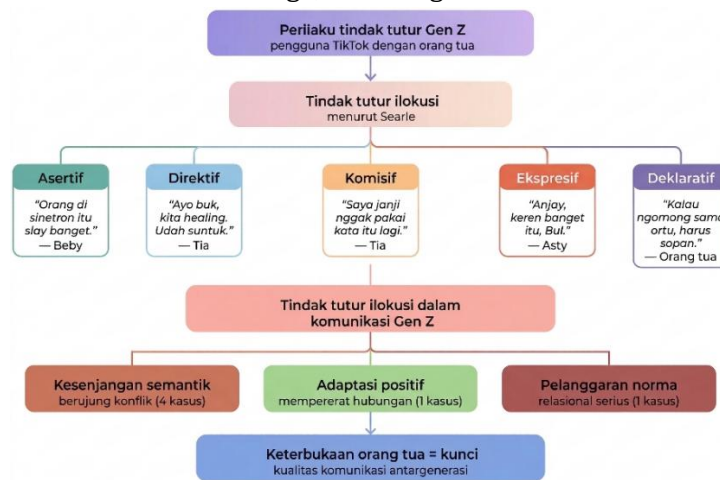 Perilaku tindak tutur Gen Z
pengguna TikTok dengan orang tua
Tindak tutur ilokusi
menurut Searle
Asertif
"Orang di
sinetron itu
slay banget."
— Beby
Direktif
"Ayo buk,
kita healing.
Udah suntuk."
— Tia
Komisif
"Saya janji
nggak pakai
kata itu lagi."
— Tia
Ekspresif
"Anjay,
keren banget
itu, Bul."
— Asty
Deklaratif
"Kalau
ngomong sama
ortu, harus
sopan."
— Orang tua
Tindak tutur ilokusi dalam
komunikasi Gen Z
Kesenjangan semantik
berujung konflik (4 kasus)
Adaptasi positif
mempererat hubungan (1 kasus)
Pelanggaran norma
relasional serius (1 kasus)
Keterbukaan orang tua = kunci
kualitas komunikasi antargenerasi